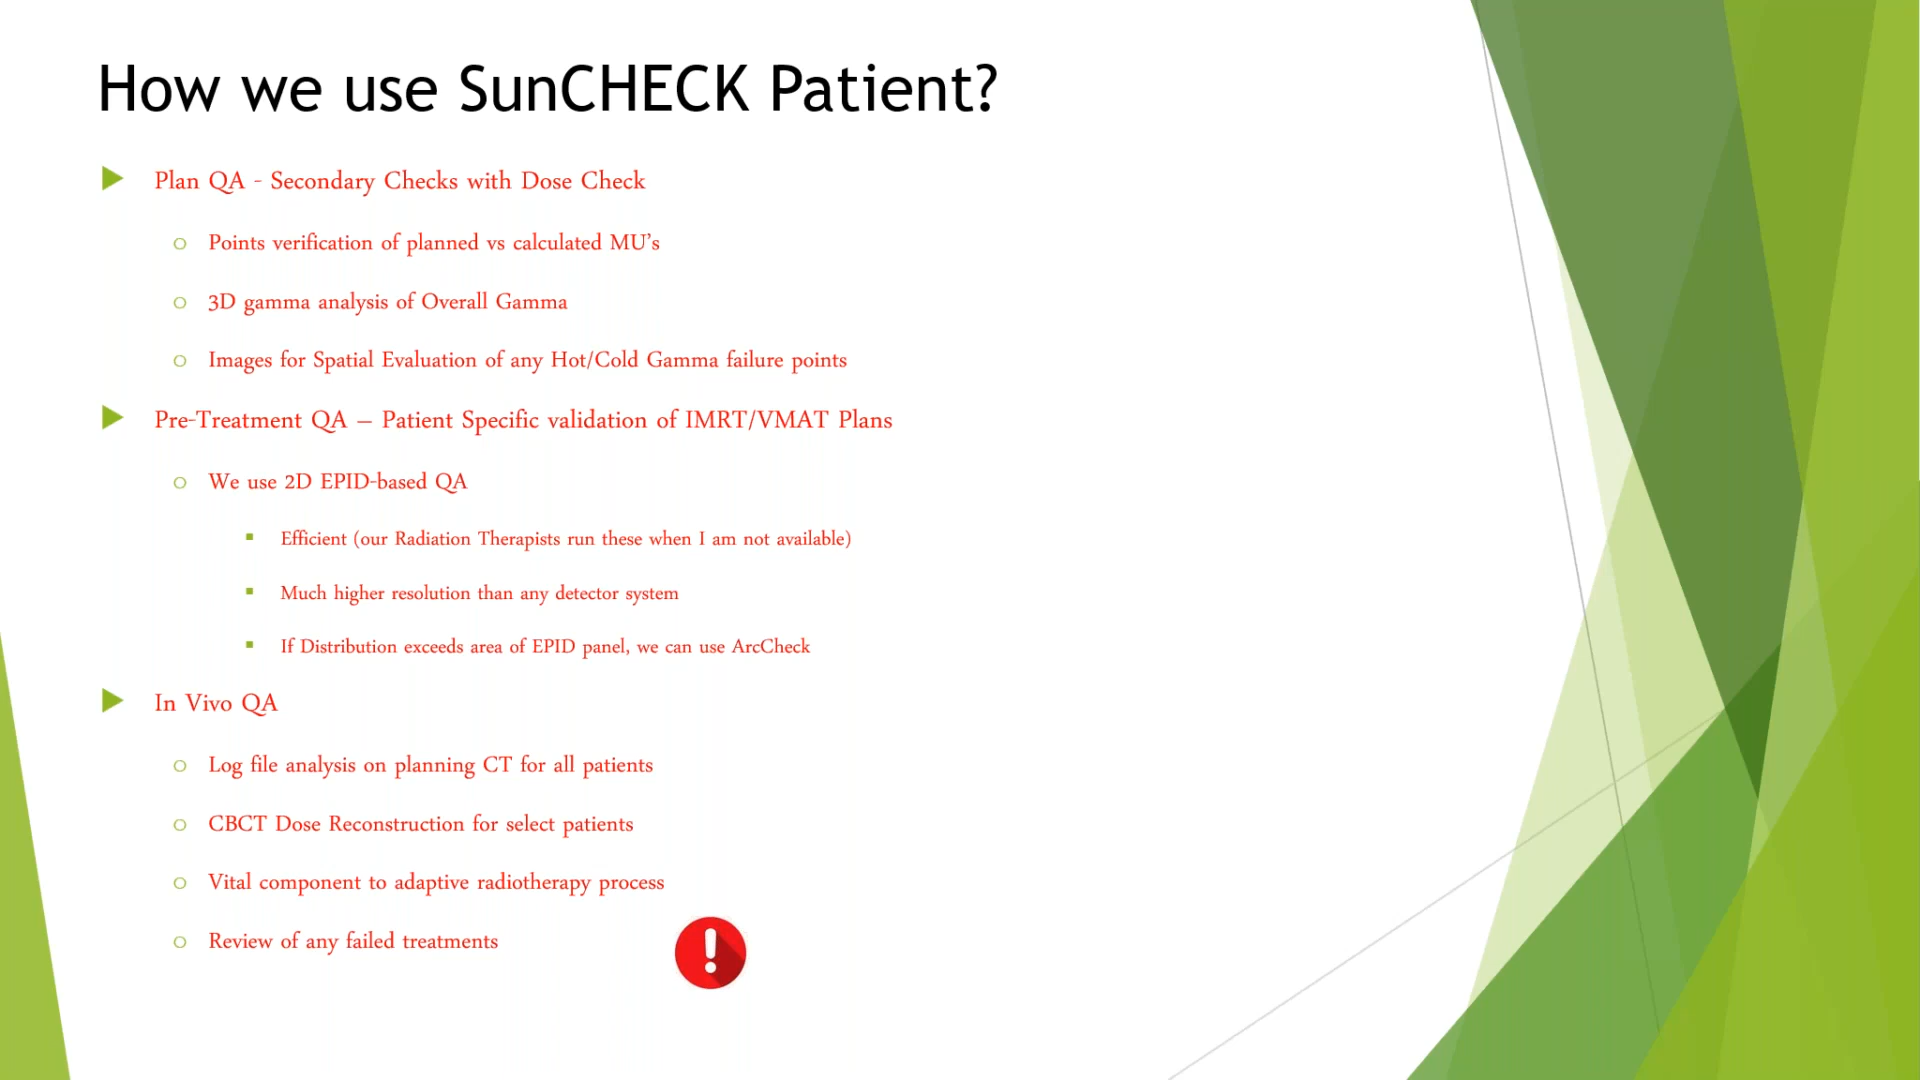 How we use SunCHECK Patient?
Plan QA - Secondary Checks with Dose Check
Points verification of planned vs calculated MU's
3D gamma analysis of Overall Gamma
Images for Spatial Evaluation of any Hot/Cold Gamma failure points
Pre-Treatment QA – Patient Specific validation of IMRT/VMAT Plans
We use 2D EPID-based QA
Efficient (our Radiation Therapists run these when I am not available)
Much higher resolution than any detector system
If Distribution exceeds area of EPID panel, we can use ArcCheck
In Vivo QA
Log file analysis on planning CT for all patients
CBCT Dose Reconstruction for select patients
Vital component to adaptive radiotherapy process
Review of any failed treatments